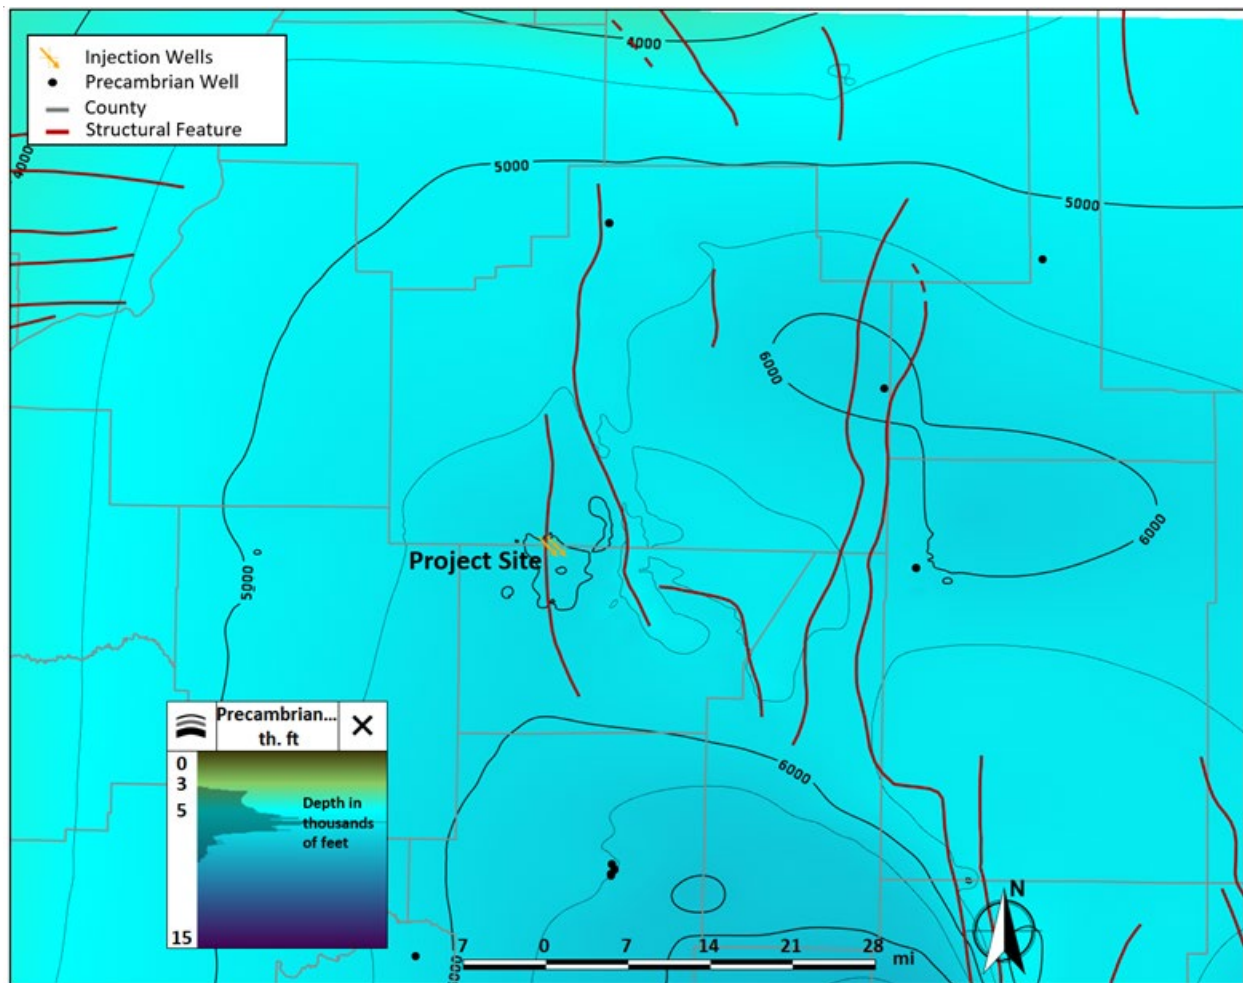 Injection Wells
Precambrian Well
County
Structural Feature
4000
4000
5000
5000
6000
6000
5000
Project Site
6000
Precambrian...
th. ft
0
3
5
15
Depth in
thousands
of feet
N
7 0 7 14 21 28 mi